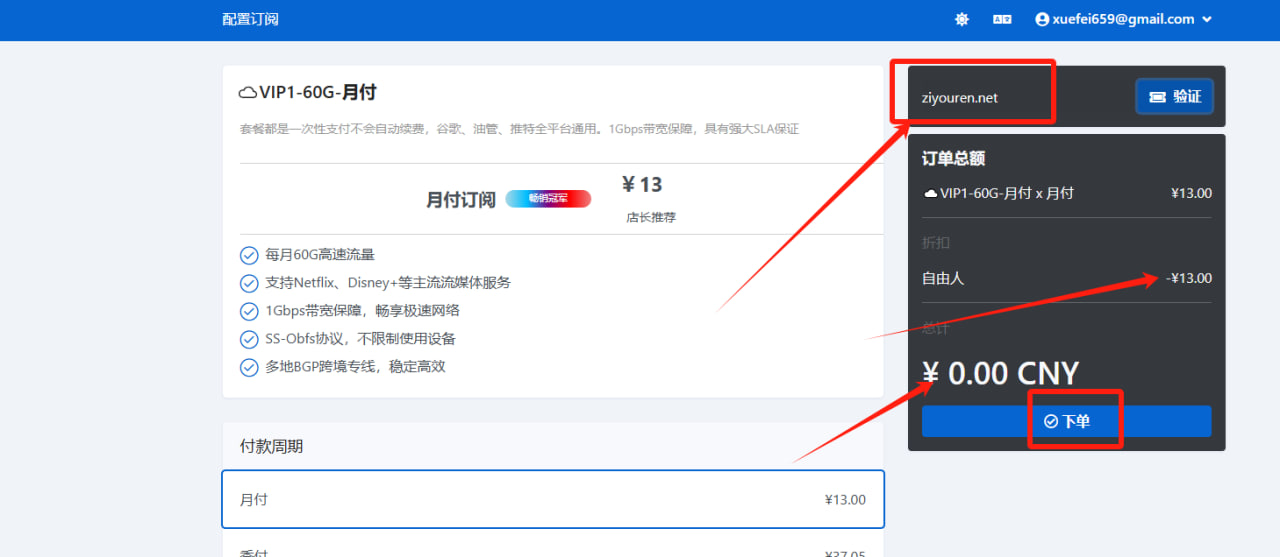 配置订阅
xuefei659@gmail.com
VIP1-60G-月付
套餐都是一次性支付不会自动续费，谷歌、油管、推特全平台通用。1Gbps带宽保障，具有强大SLA保证
月付订阅 畅销冠军 ¥ 13
店长推荐
每月60G高速流量
支持Netflix、Disney+等主流流媒体服务
1Gbps带宽保障，畅享极速网络
SS-Obfs协议，不限制使用设备
多地BGP跨境专线，稳定高效
付款周期
月付 ¥13.00
季付 ¥37.05
ziyouren.net 验证
订单总额
VIP1-60G-月付 x 月付 ¥13.00
折扣
自由人 -¥13.00
总计
¥ 0.00 CNY
下单